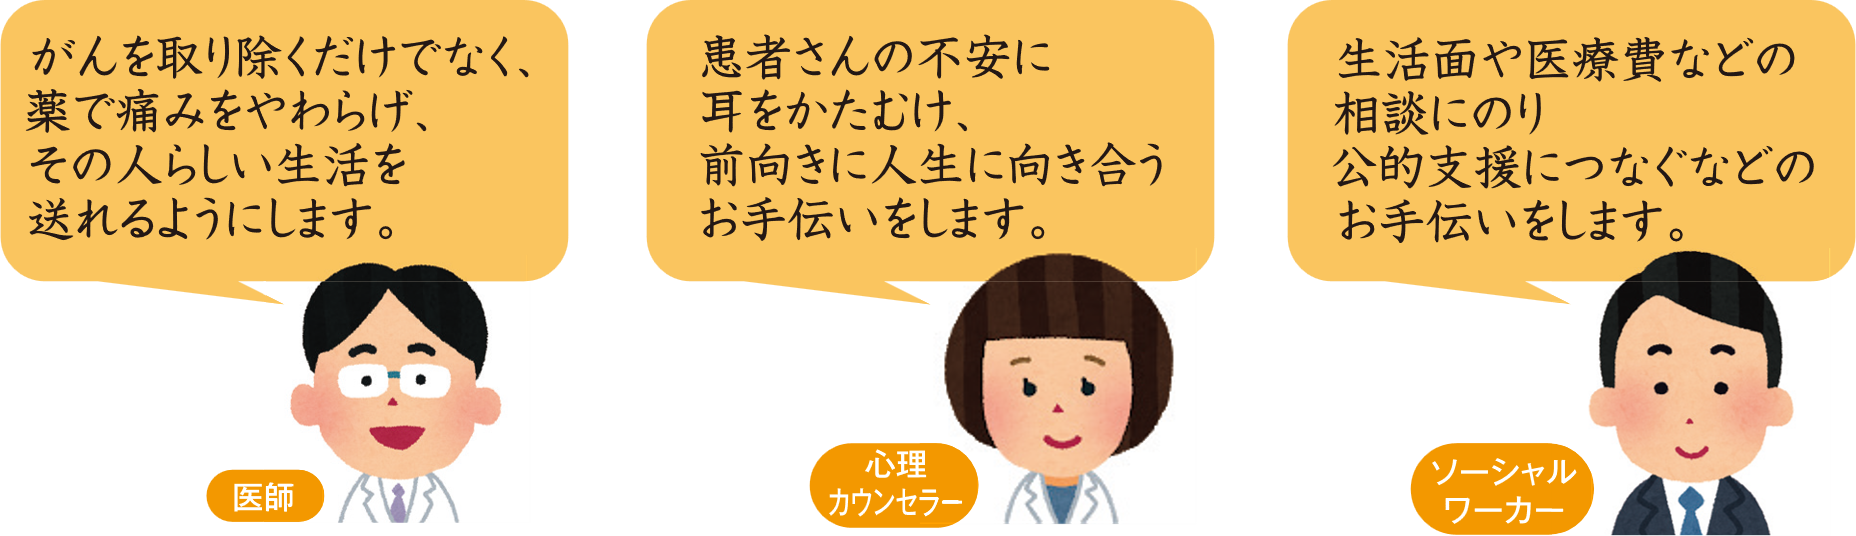 がんを取り除くだけでなく、
薬で痛みをやわらげ、
その人らしい生活を
送れるようにします。
医師
患者さんの不安に
耳をかたむけ、
前向きに人生に向き合う
お手伝いをします。
心理
カウンセラー
生活面や医療費などの
相談にのり
公的支援につなぐなどの
お手伝いをします。
ソーシャル
ワーカー